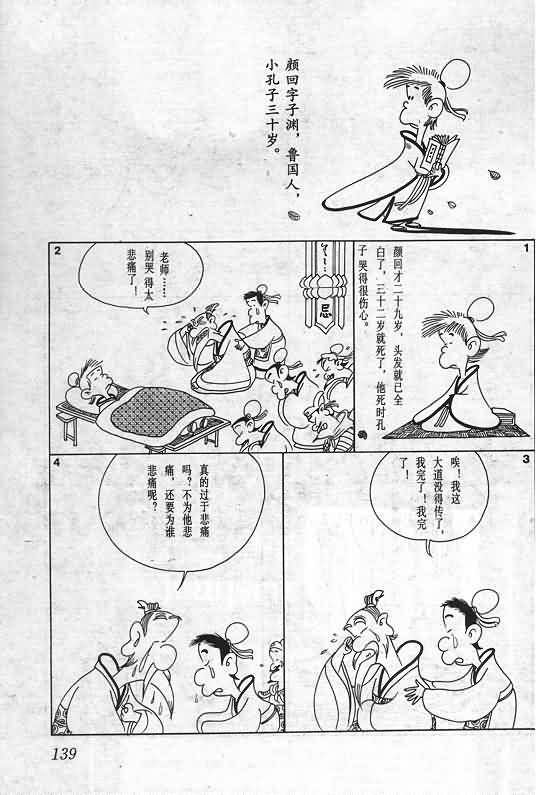 颜回字子渊，鲁国人，
小孔子三十岁。
1
颜回才二十九岁，头发就已全
白了，三十二岁就死了，他死时孔
子哭得很伤心。
2
忌
老师……
别哭得太
悲痛了！
3
唉！我这
大道没得传了，
我完了！我完
了！
4
真的过于悲痛
吗？不为他悲
痛，还要为谁
悲痛呢？
139